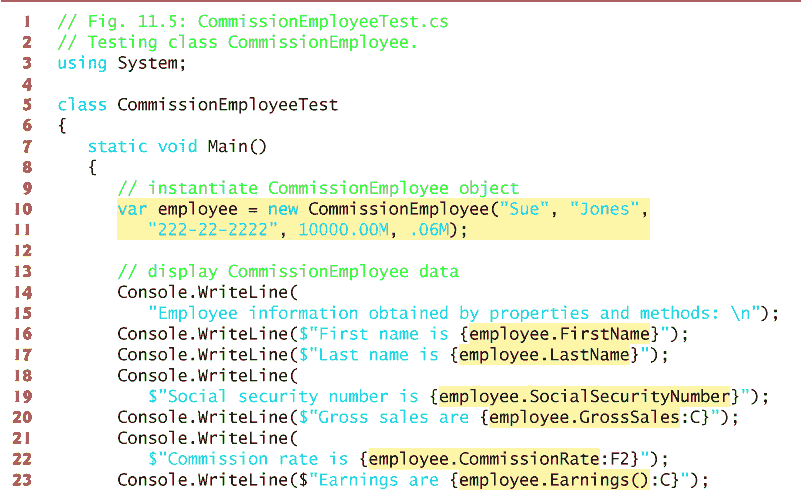 1 // Fig. 11.5: CommissionEmployeeTest.cs
2 // Testing class CommissionEmployee.
3 using System;
4
5 class CommissionEmployeeTest
6 {
7    static void Main()
8    {
9       // instantiate CommissionEmployee object
10       var employee = new CommissionEmployee("Sue", "Jones",
11          "222-22-2222", 10000.00M, .06M);
12
13       // display CommissionEmployee data
14       Console.WriteLine(
15          "Employee information obtained by properties and methods: \n");
16       Console.WriteLine($"First name is {employee.FirstName}");
17       Console.WriteLine($"Last name is {employee.LastName}");
18       Console.WriteLine(
19          $"Social security number is {employee.SocialSecurityNumber}");
20       Console.WriteLine($"Gross sales are {employee.GrossSales:C}");
21       Console.WriteLine(
22          $"Commission rate is {employee.CommissionRate:F2}");
23       Console.WriteLine($"Earnings are {employee.Earnings():C}");